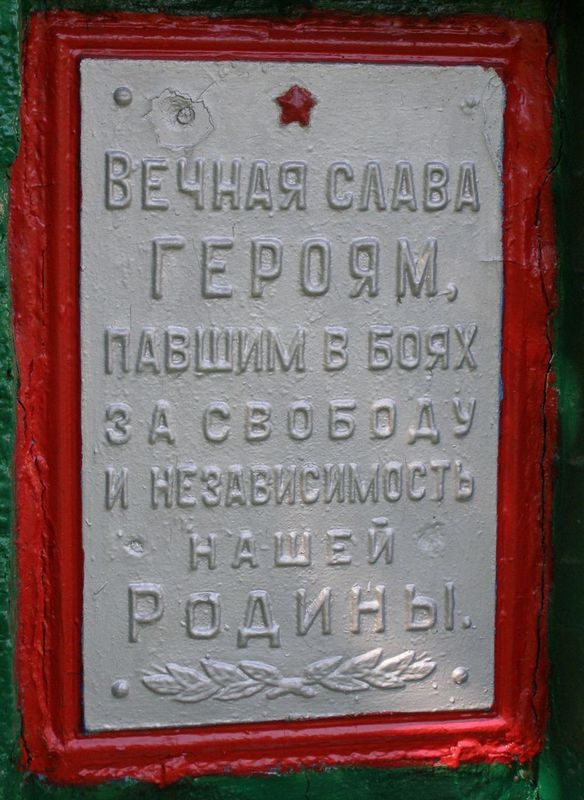 ВЕЧНАЯ СЛАВА
ГЕРОЯМ,
ПАВШИМ В БОЯХ
ЗА СВОБОДУ
И НЕЗАВИСИМОСТЬ
НАШЕЙ
РОДИНЫ.